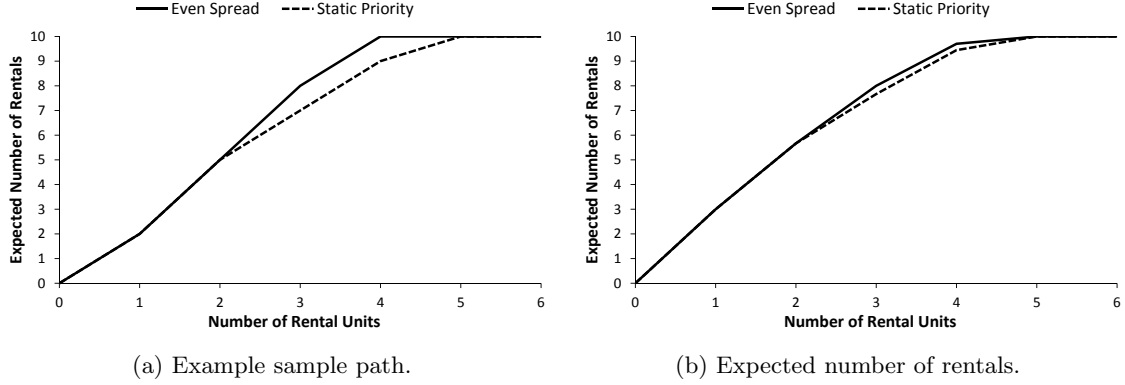 Even Spread Static Priority
10
9
8
7
6
5
4
3
2
1
0
Expected Number of Rentals
0 1 2 3 4 5 6
Number of Rental Units
(a) Example sample path.
Even Spread Static Priority
10
9
8
7
6
5
4
3
2
1
0
Expected Number of Rentals
0 1 2 3 4 5 6
Number of Rental Units
(b) Expected number of rentals.